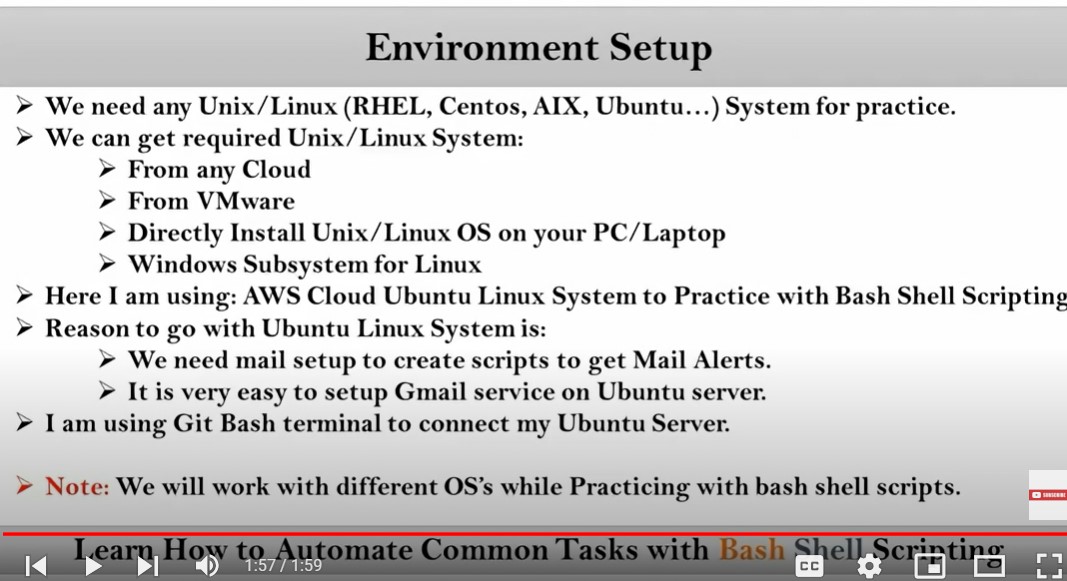 Environment Setup
➢ We need any Unix/Linux (RHEL, Centos, AIX, Ubuntu…) System for practice.
➢ We can get required Unix/Linux System:
➢ From any Cloud
➢ From VMware
➢ Directly Install Unix/Linux OS on your PC/Laptop
➢ Windows Subsystem for Linux
➢ Here I am using: AWS Cloud Ubuntu Linux System to Practice with Bash Shell Scripting
➢ Reason to go with Ubuntu Linux System is:
➢ We need mail setup to create scripts to get Mail Alerts.
➢ It is very easy to setup Gmail service on Ubuntu server.
➢ I am using Git Bash terminal to connect my Ubuntu Server.
➢ Note: We will work with different OS's while Practicing with bash shell scripts.
SUBSCRIBE
Learn How to Automate Common Tasks with Bash Shell Scripting
1:57 / 1:59
CC